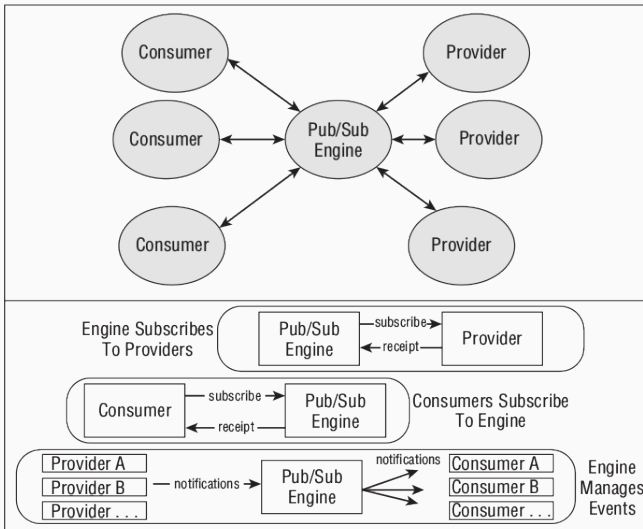 Consumer
Provider
Consumer
Pub/Sub
Engine
Provider
Consumer
Provider
Engine Subscribes
To Providers
Pub/Sub
Engine
subscribe
receipt
Provider
Consumer
subscribe
receipt
Pub/Sub
Engine
Consumers Subscribe
To Engine
Provider A
Provider B
Provider . . .
notifications
Pub/Sub
Engine
notifications
Consumer A
Consumer B
Consumer . . .
Engine
Manages
Events